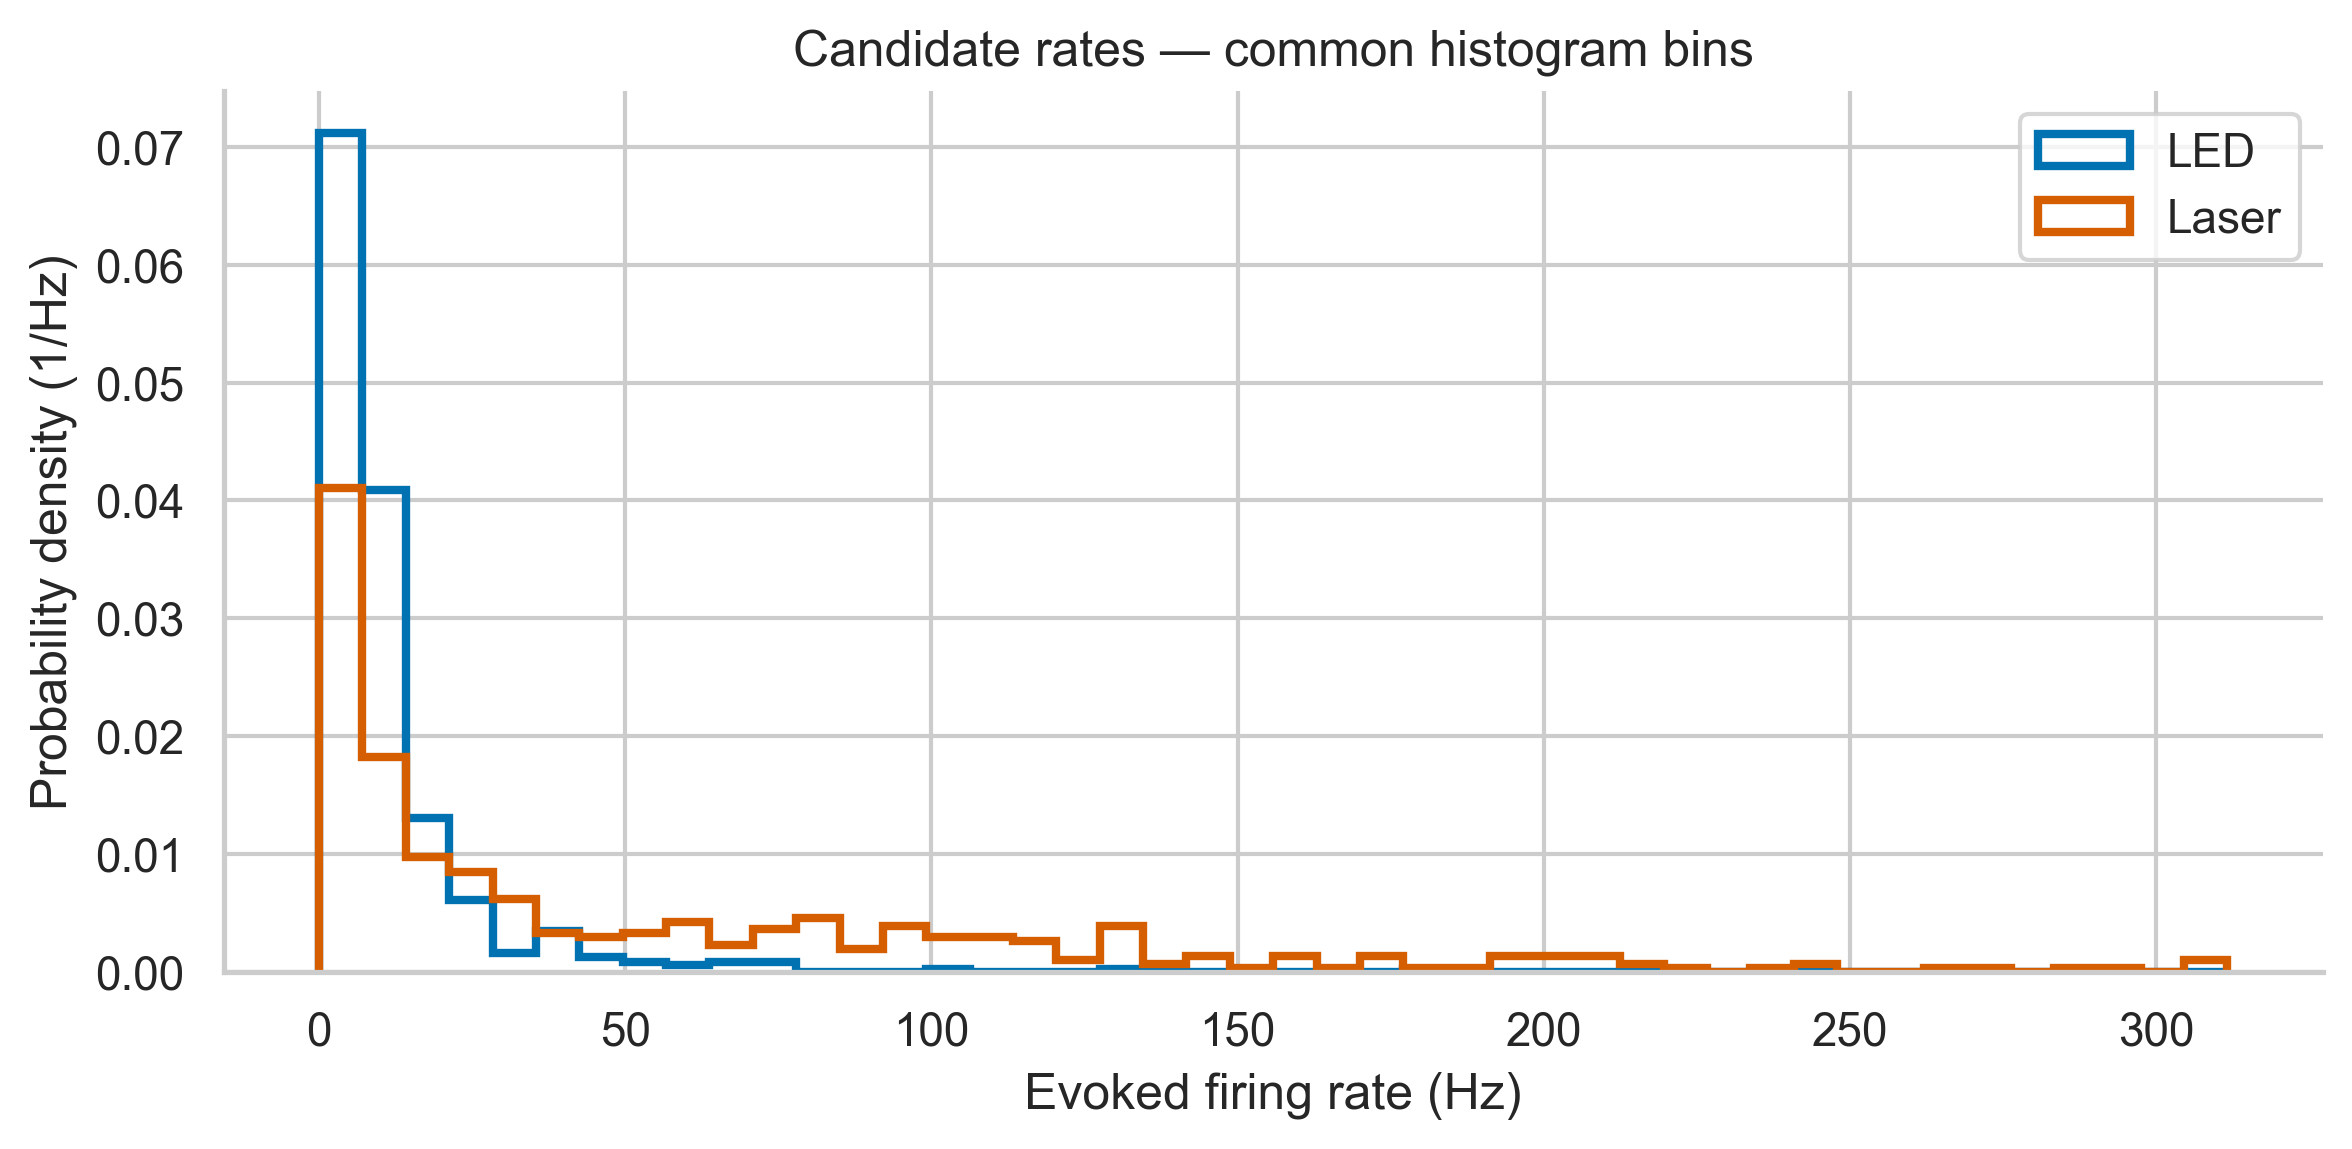 Candidate rates — common histogram bins
LED
Laser
Probability density (1/Hz)
0.07
0.06
0.05
0.04
0.03
0.02
0.01
0.00
0 50 100 150 200 250 300
Evoked firing rate (Hz)